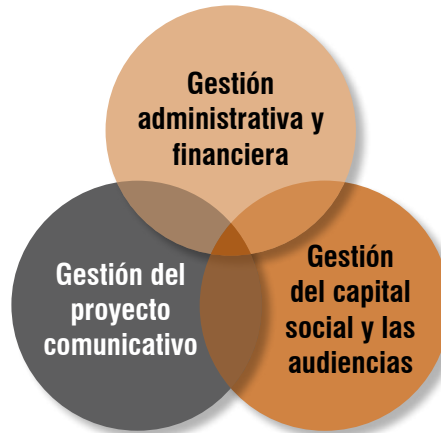 Gestión
administrativa y
financiera
Gestión del
proyecto
comunicativo
Gestión
del capital
social y las
audiencias